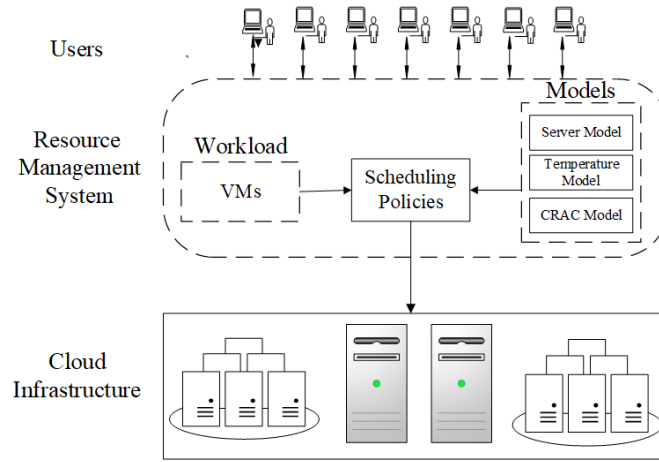 Users
Models
Server Model
Resource
Management
System
Workload
VMs
Scheduling
Policies
Temperature
Model
CRAC Model
Cloud
Infrastructure